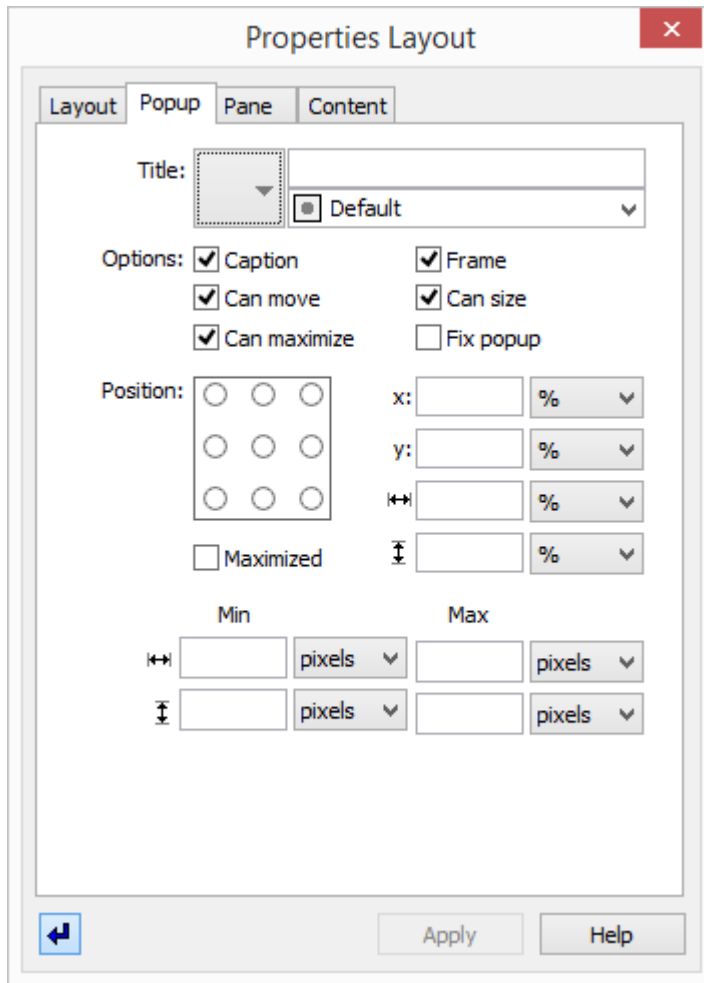 Properties Layout
Layout Popup Pane Content
Title:
Default
Options: Caption Frame
Can move Can size
Can maximize Fix popup
Position: x: %
y: %
%
Maximized %
Min Max
pixels pixels
pixels pixels
Apply Help